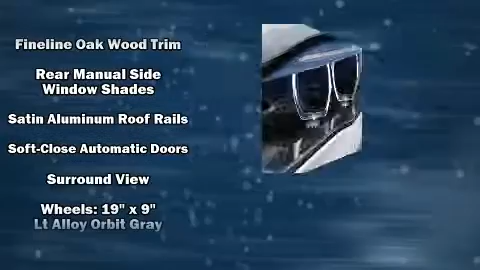 Fineline Oak Wood Trim
Rear Manual Side
Window Shades
Satin Aluminum Roof Rails
Soft-Close Automatic Doors
Surround View
Wheels: 19" x 9"
Lt Alloy Orbit Gray